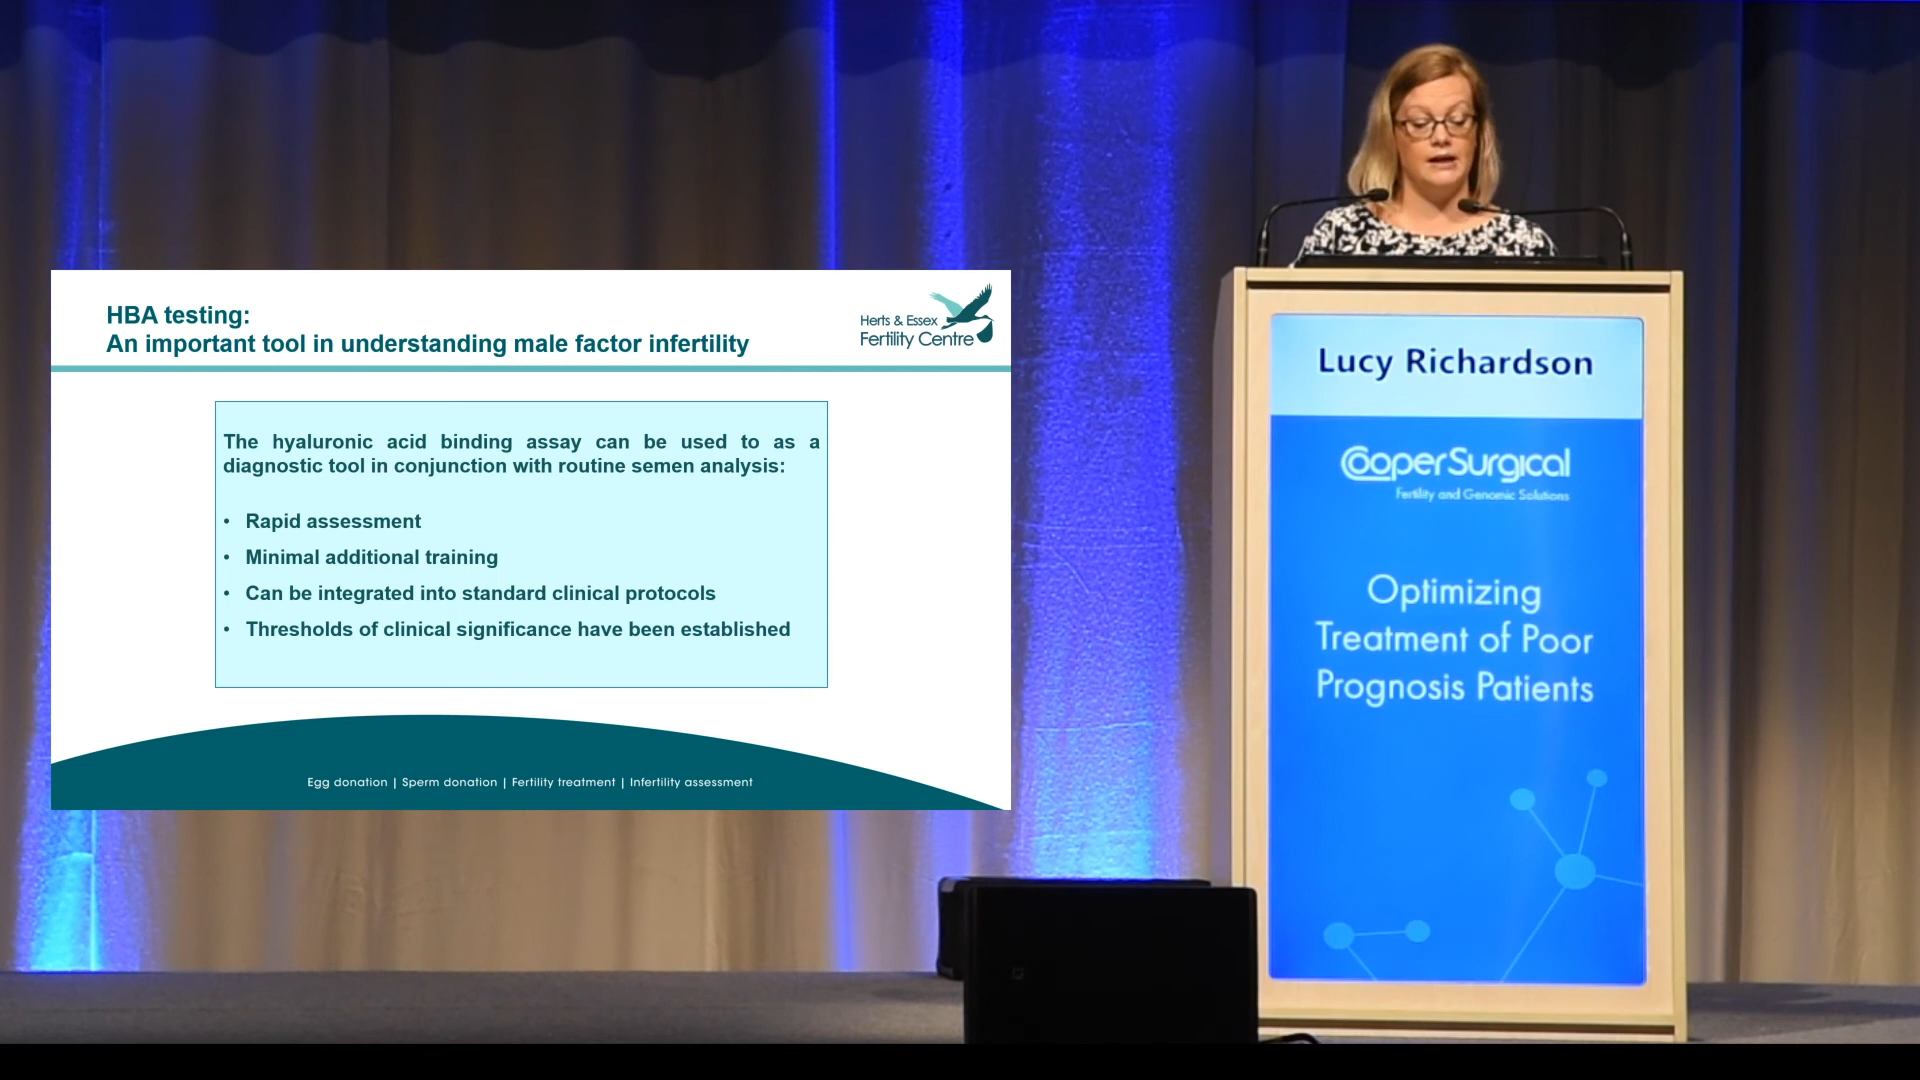 HBA testing:
An important tool in understanding male factor infertility
Herts & Essex
Fertility Centre
The hyaluronic acid binding assay can be used to as a
diagnostic tool in conjunction with routine semen analysis:
• Rapid assessment
• Minimal additional training
• Can be integrated into standard clinical protocols
• Thresholds of clinical significance have been established
Egg donation | Sperm donation | Fertility treatment | Infertility assessment
Lucy Richardson
CooperSurgical
Fertility and Genomic Solutions
Optimizing
Treatment of Poor
Prognosis Patients